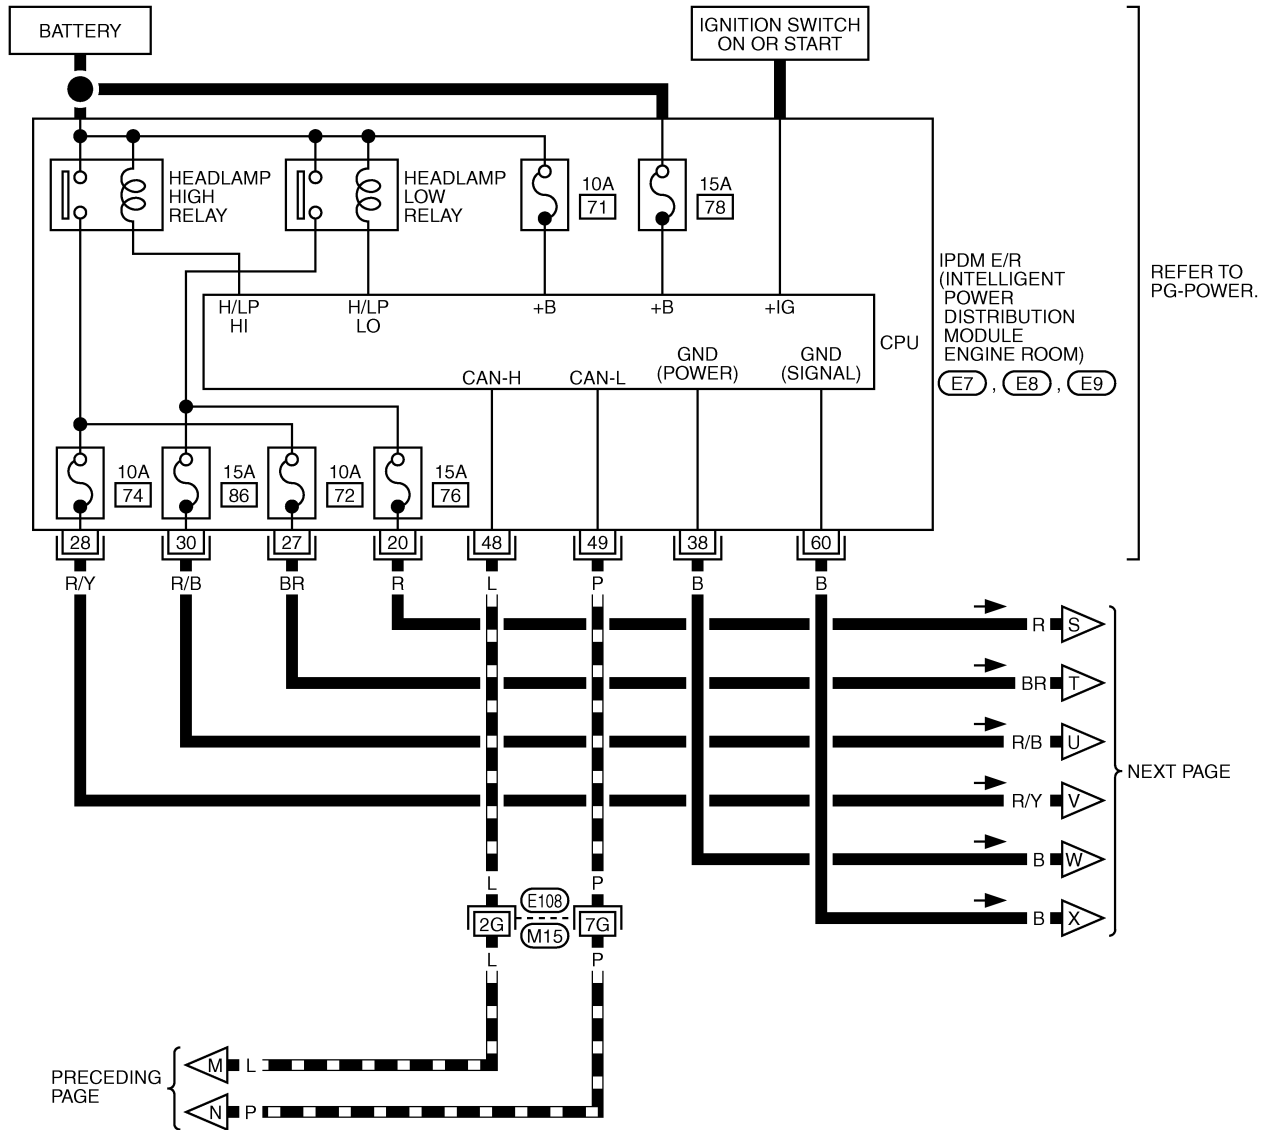 BATTERY
IGNITION SWITCH
ON OR START
HEADLAMP
HIGH
RELAY
HEADLAMP
LOW
RELAY
10A
71
15A
78
IPDM E/R
(INTELLIGENT
POWER
DISTRIBUTION
MODULE
ENGINE ROOM)
E7 , E8 , E9
REFER TO
PG-POWER.
H/LP
HI
H/LP
LO
+B
+B
+IG
CPU
CAN-H
CAN-L
GND
(POWER)
GND
(SIGNAL)
10A
74
15A
86
10A
72
15A
76
28 30 27 20 48 49 38 60
R/Y R/B BR R L P B B
R S
BR T
R/B U
R/Y V
B W
B X
NEXT PAGE
L P
E108
2G 7G
M15
L P
M L
N P
PRECEDING
PAGE